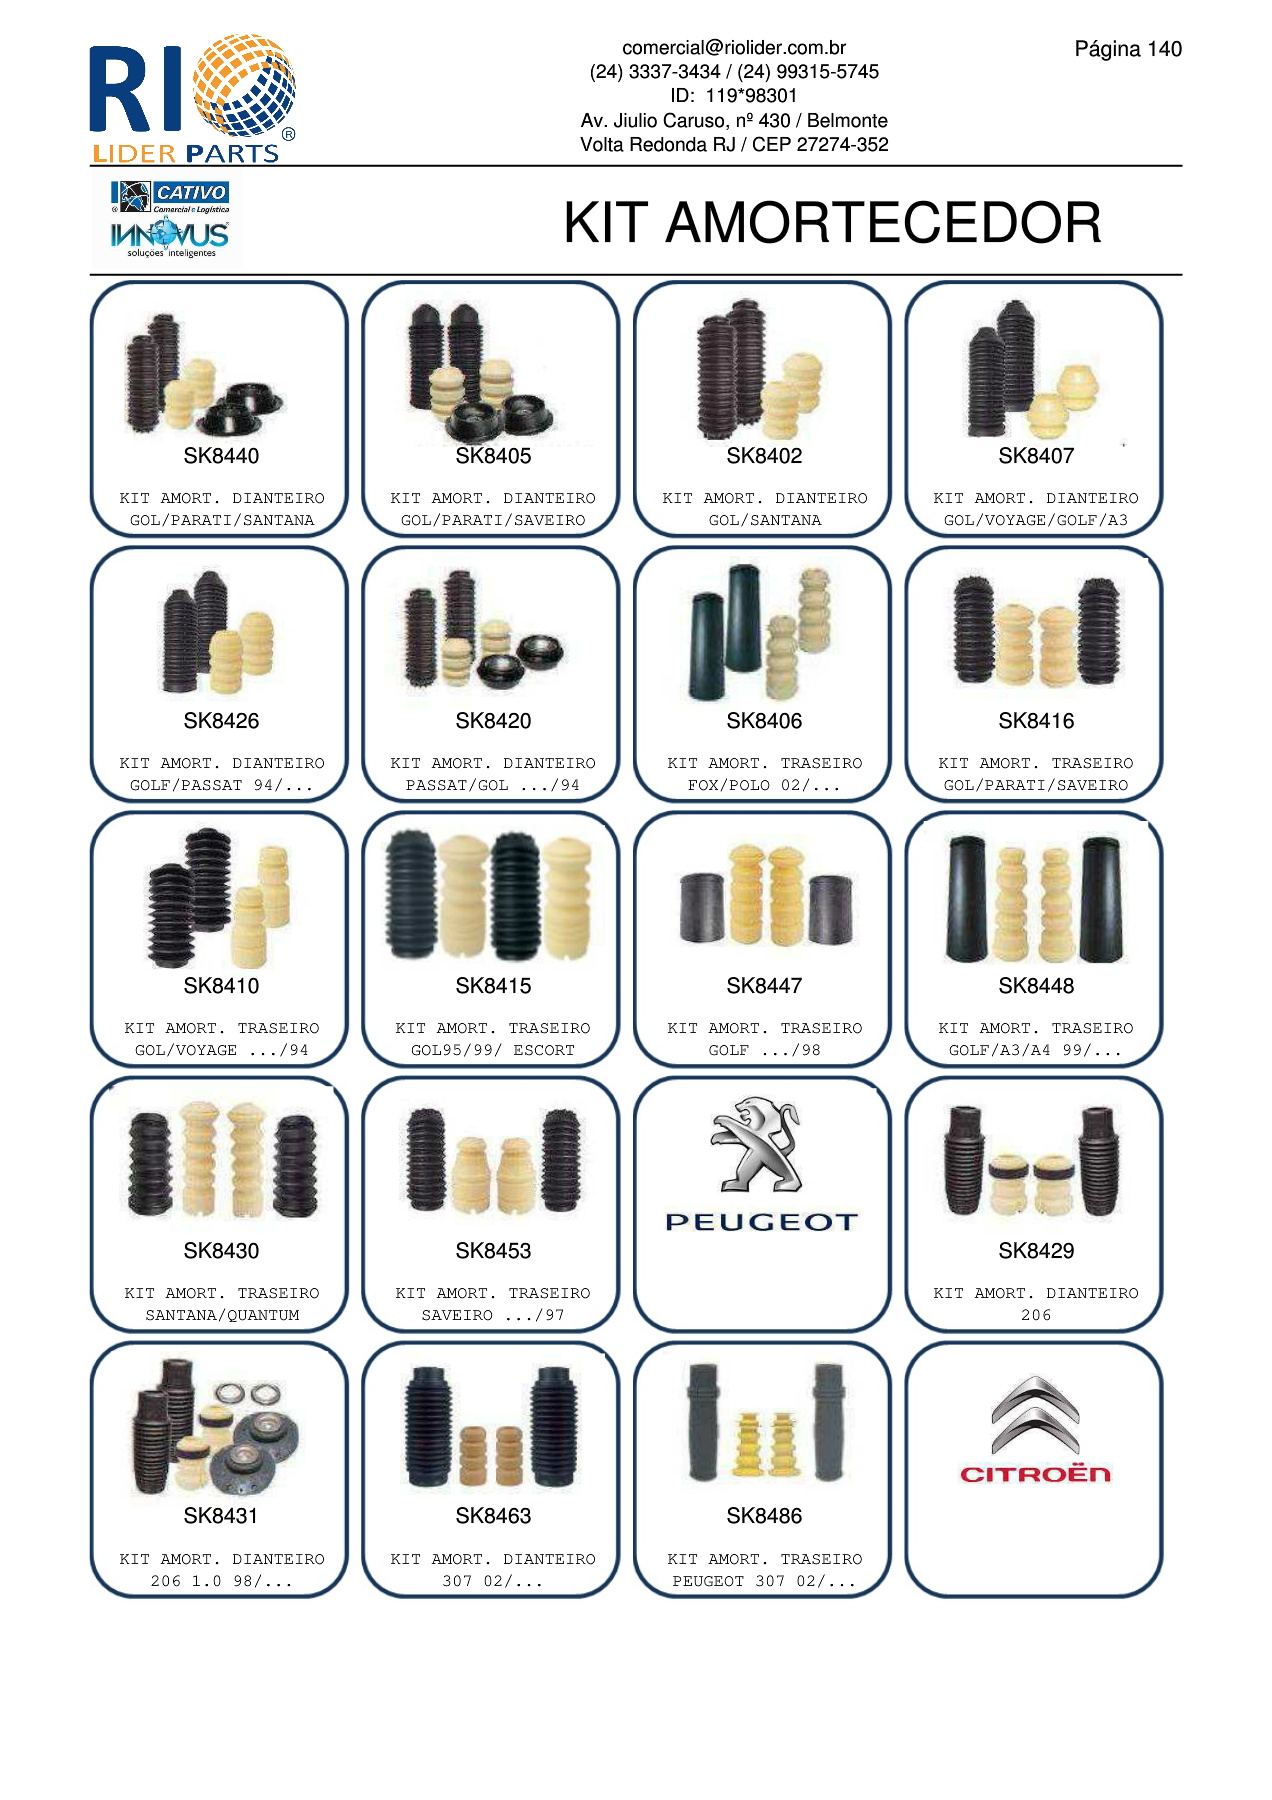 RIO
LIDER PARTS
®
comercial@riolider.com.br
(24) 3337-3434 / (24) 99315-5745
ID: 119*98301
Av. Jiulio Caruso, nº 430 / Belmonte
Volta Redonda RJ / CEP 27274-352
Página 140
CATIVO
Comercial e Logística
INNOVUS
soluções inteligentes
KIT AMORTECEDOR
SK8440
KIT AMORT. DIANTEIRO
GOL/PARATI/SANTANA
SK8405
KIT AMORT. DIANTEIRO
GOL/PARATI/SAVEIRO
SK8402
KIT AMORT. DIANTEIRO
GOL/SANTANA
SK8407
KIT AMORT. DIANTEIRO
GOL/VOYAGE/GOLF/A3
SK8426
KIT AMORT. DIANTEIRO
GOLF/PASSAT 94/...
SK8420
KIT AMORT. DIANTEIRO
PASSAT/GOL .../94
SK8406
KIT AMORT. TRASEIRO
FOX/POLO 02/...
SK8416
KIT AMORT. TRASEIRO
GOL/PARATI/SAVEIRO
SK8410
KIT AMORT. TRASEIRO
GOL/VOYAGE .../94
SK8415
KIT AMORT. TRASEIRO
GOL95/99/ ESCORT
SK8447
KIT AMORT. TRASEIRO
GOLF .../98
SK8448
KIT AMORT. TRASEIRO
GOLF/A3/A4 99/...
SK8430
KIT AMORT. TRASEIRO
SANTANA/QUANTUM
SK8453
KIT AMORT. TRASEIRO
SAVEIRO .../97
PEUGEOT
SK8429
KIT AMORT. DIANTEIRO
206
SK8431
KIT AMORT. DIANTEIRO
206 1.0 98/...
SK8463
KIT AMORT. DIANTEIRO
307 02/...
SK8486
KIT AMORT. TRASEIRO
PEUGEOT 307 02/...
CITROËN